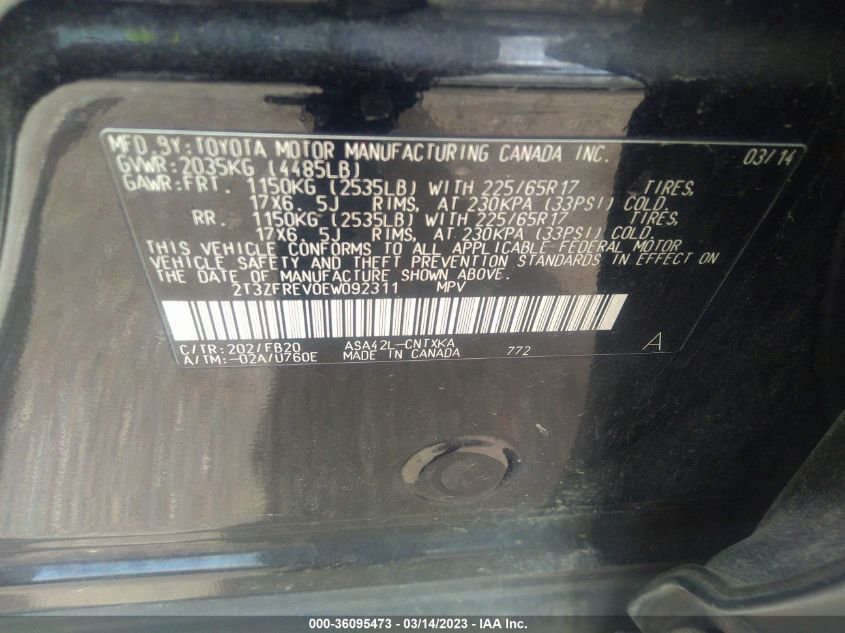 MFD. BY: TOYOTA MOTOR MANUFACTURING CANADA INC. 03/14
GVWR: 2035KG (4485LB)
GAWR: FRT. 1150KG (2535LB) WITH 225/65R17 TIRES,
17X6. 5J RIMS, AT 230KPA (33PSI) COLD.
RR. 1150KG (2535LB) WITH 225/65R17 TIRES,
17X6. 5J RIMS, AT 230KPA (33PSI) COLD.
THIS VEHICLE CONFORMS TO ALL APPLICABLE FEDERAL MOTOR
VEHICLE SAFETY AND THEFT PREVENTION STANDARDS IN EFFECT ON
THE DATE OF MANUFACTURE SHOWN ABOVE.
2T3ZFREV0EW092311 MPV
C/TR: 202/FB20 ASA42L-CNTXKA A
A/TM: -02A/U760E MADE IN CANADA 772
000-36095473 - 03/14/2023 - IAA Inc.